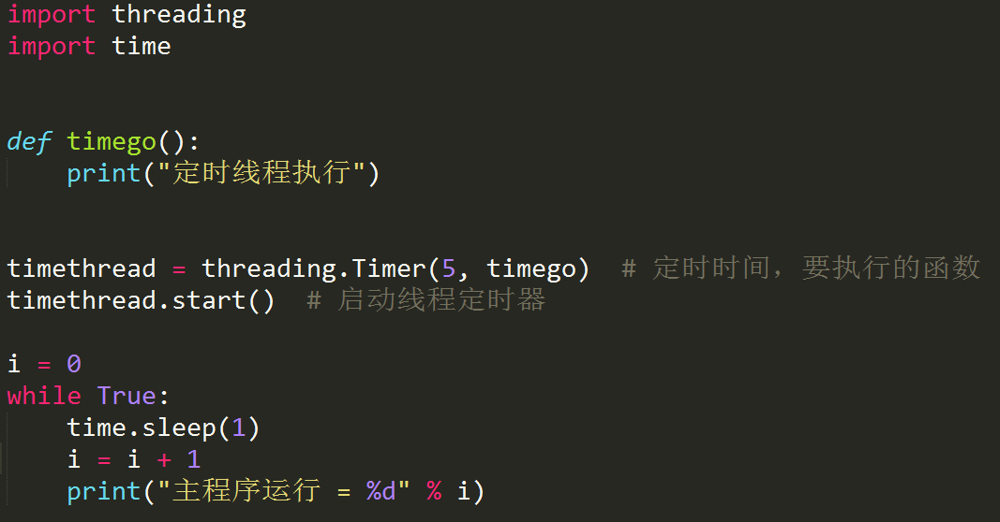 import threading
import time
def timego():
    print("定时线程执行")
timethread = threading.Timer(5, timego)  # 定时时间，要执行的函数
timethread.start()  # 启动线程定时器
i = 0
while True:
    time.sleep(1)
    i = i + 1
    print("主程序运行 = %d" % i)